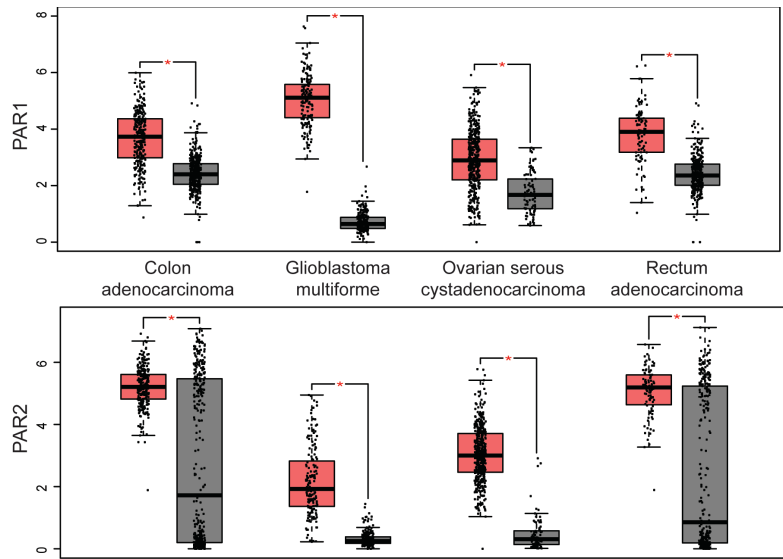 PAR1
8
6
4
2
0
*
*
*
*
Colon
adenocarcinoma
Glioblastoma
multiforme
Ovarian serous
cystadenocarcinoma
Rectum
adenocarcinoma
PAR2
6
4
2
0
*
*
*
*